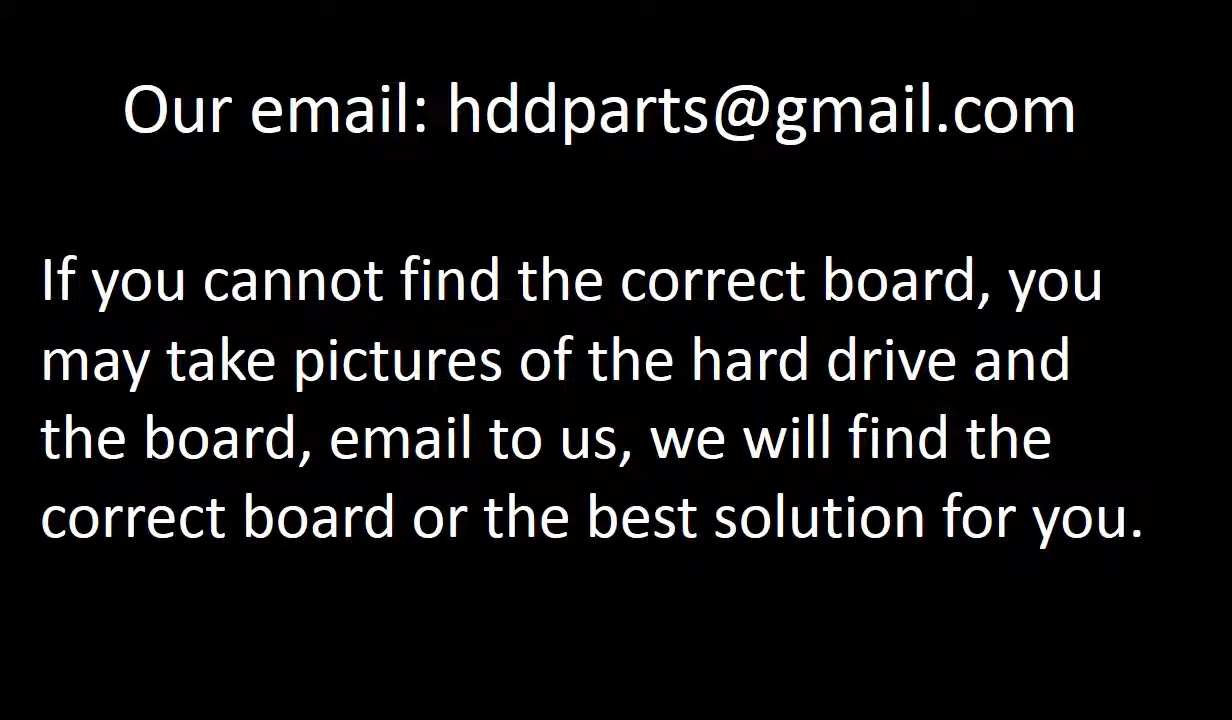 Our email: hddparts@gmail.com
If you cannot find the correct board, you
may take pictures of the hard drive and
the board, email to us, we will find the
correct board or the best solution for you.